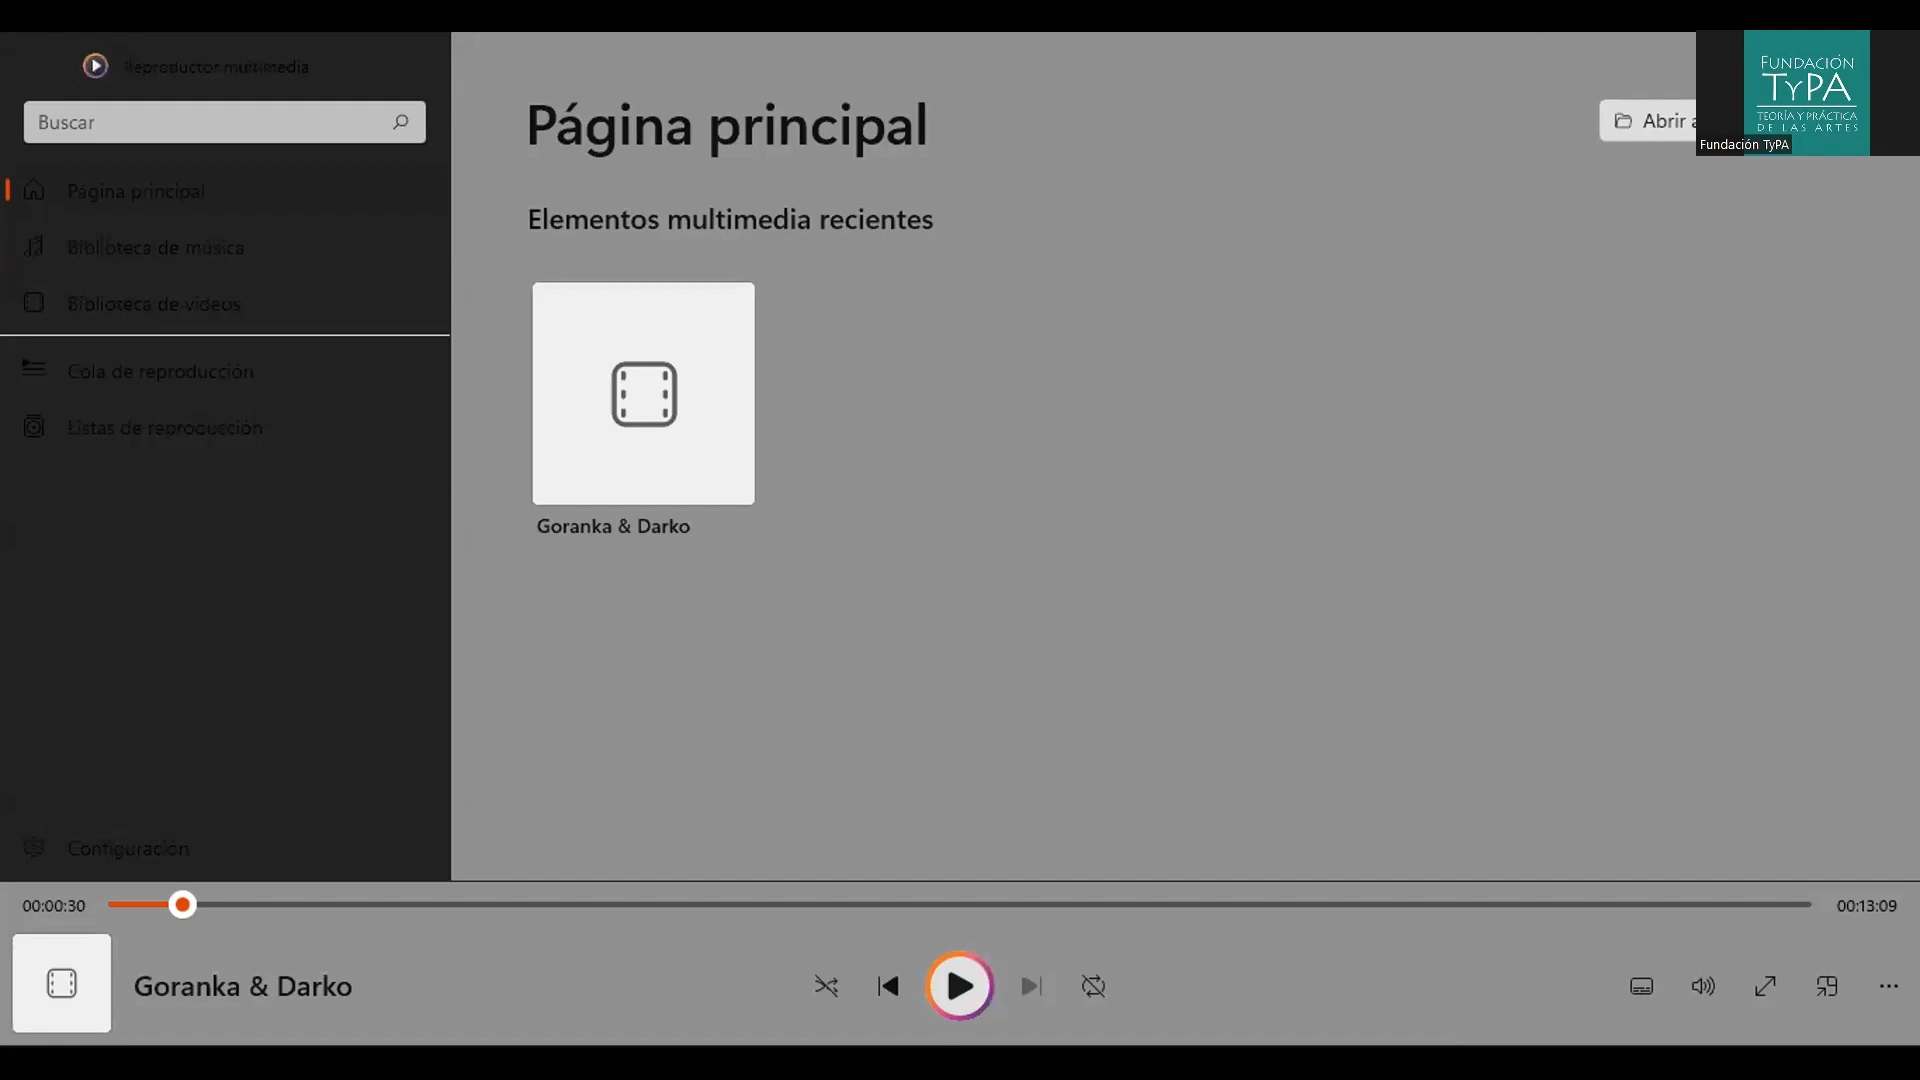 Reproductor multimedia
Buscar
Página principal
Biblioteca de música
Biblioteca de vídeos
Cola de reproducción
Listas de reproducción
Configuración
Página principal
Abrir a
Elementos multimedia recientes
Goranka & Darko
FUNDACIÓN
TyPA
TEORÍA Y PRÁCTICA
DE LAS ARTES
Fundación TyPA
00:00:30
00:13:09
Goranka & Darko